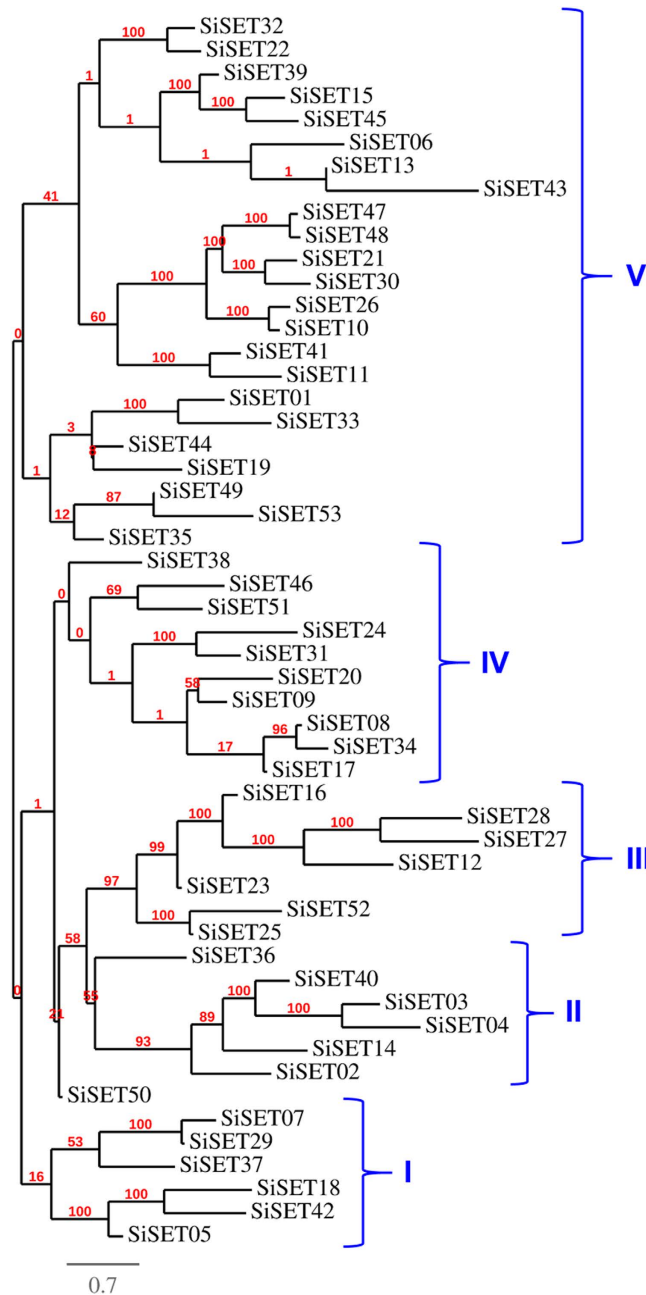 100
SiSET32
SiSET22
1
SiSET39
100
SiSET15
100
SiSET45
1
SiSET06
1
SiSET13
1
SiSET43
41
SiSET47
100
SiSET48
100
SiSET21
100
SiSET30
100
SiSET26
100
SiSET10
60
SiSET41
100
SiSET11
V
0
SiSET01
100
SiSET33
3
SiSET44
8
SiSET19
1
SiSET49
87
SiSET53
12
SiSET35
SiSET38
0
SiSET46
69
SiSET51
0
SiSET24
100
SiSET31
1
SiSET20
58
SiSET09
1
SiSET08
96
SiSET34
17
SiSET17
IV
1
SiSET16
100
SiSET28
100
SiSET27
100
SiSET12
99
SiSET23
97
SiSET52
100
SiSET25
III
58
SiSET36
55
SiSET40
100
SiSET03
100
SiSET04
89
SiSET14
93
SiSET02
II
21
SiSET50
0
SiSET07
100
SiSET29
53
SiSET37
16
SiSET18
100
SiSET42
100
SiSET05
I
0.7